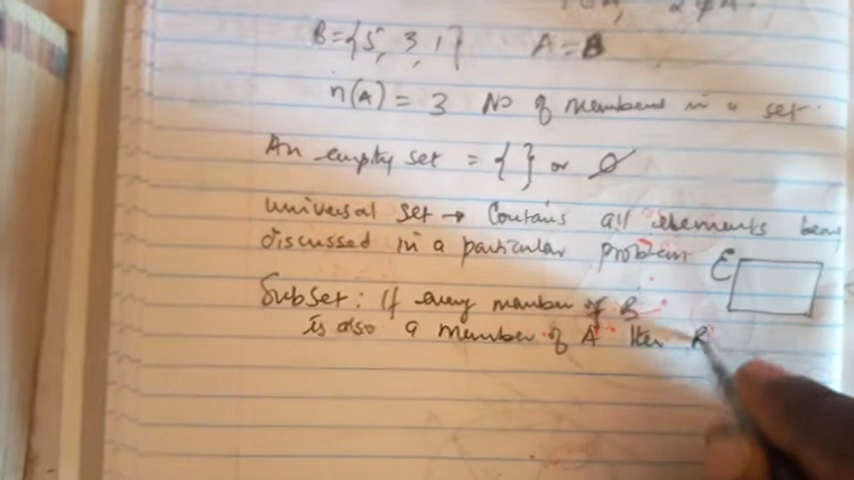 B={5, 3, 1} A=B
n(A) = 3 No of members in a set.
An empty set = { } or ∅
universal set → Contains all elements being
discussed in a particular problem ℰ
Subset: If every member of B
is also a member of A then B